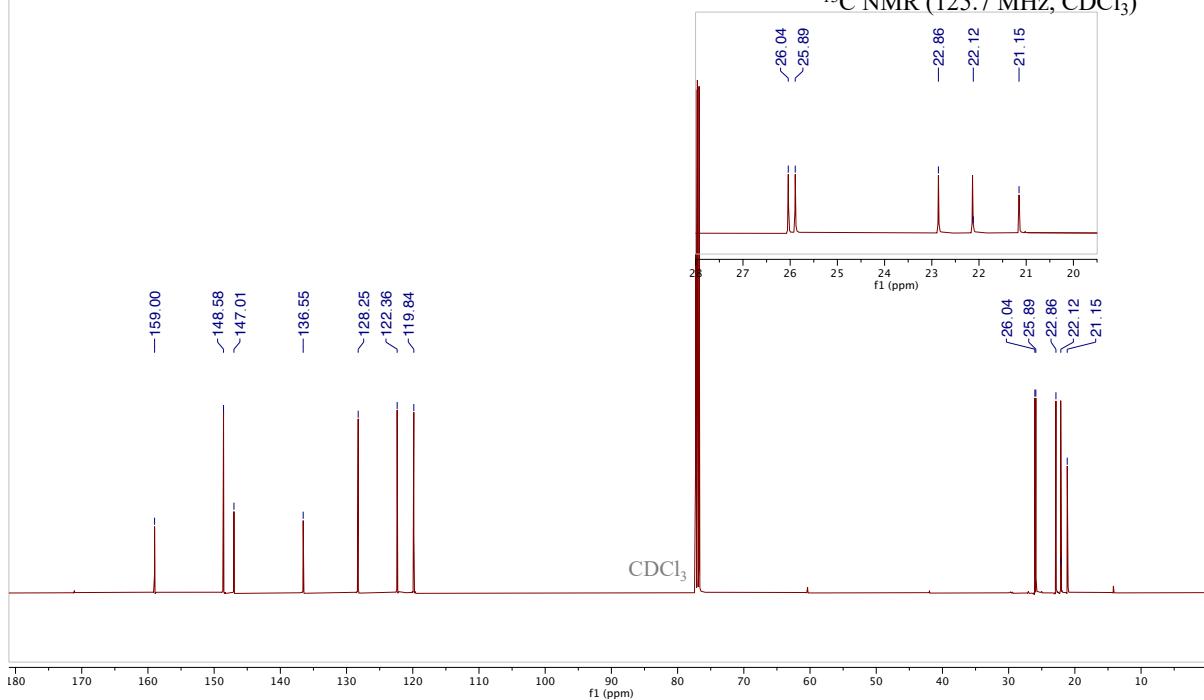 ¹³C NMR (125.7 MHz, CDCl₃)
26.04
25.89
22.86
22.12
21.15
28 27 26 25 24 23 22 21 20
f1 (ppm)
159.00
148.58
147.01
136.55
128.25
122.36
119.84
26.04
25.89
22.86
22.12
21.15
CDCl₃
180 170 160 150 140 130 120 110 100 90 80 70 60 50 40 30 20 10
f1 (ppm)